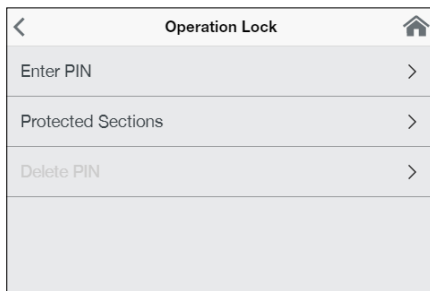 Operation Lock
Enter PIN
Protected Sections
Delete PIN